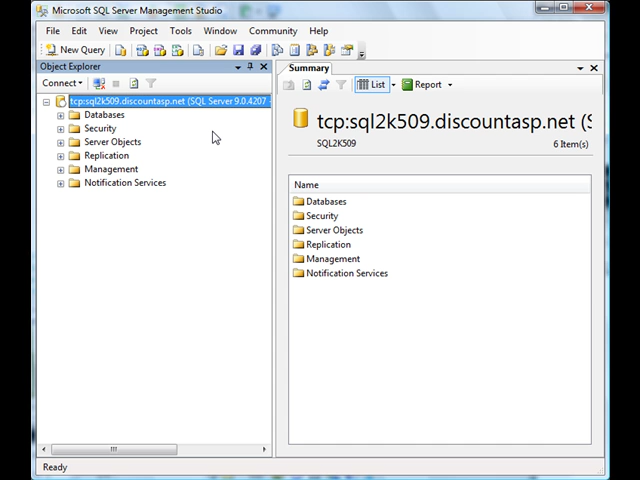 Microsoft SQL Server Management Studio
File Edit View Project Tools Window Community Help
New Query
Object Explorer
Summary
Connect
List Report
tcp:sql2k509.discountasp.net (SQL Server 9.0.4207 -
Databases
Security
Server Objects
Replication
Management
Notification Services
tcp:sql2k509.discountasp.net (S
SQL2K509 6 Item(s)
Name
Databases
Security
Server Objects
Replication
Management
Notification Services
Ready